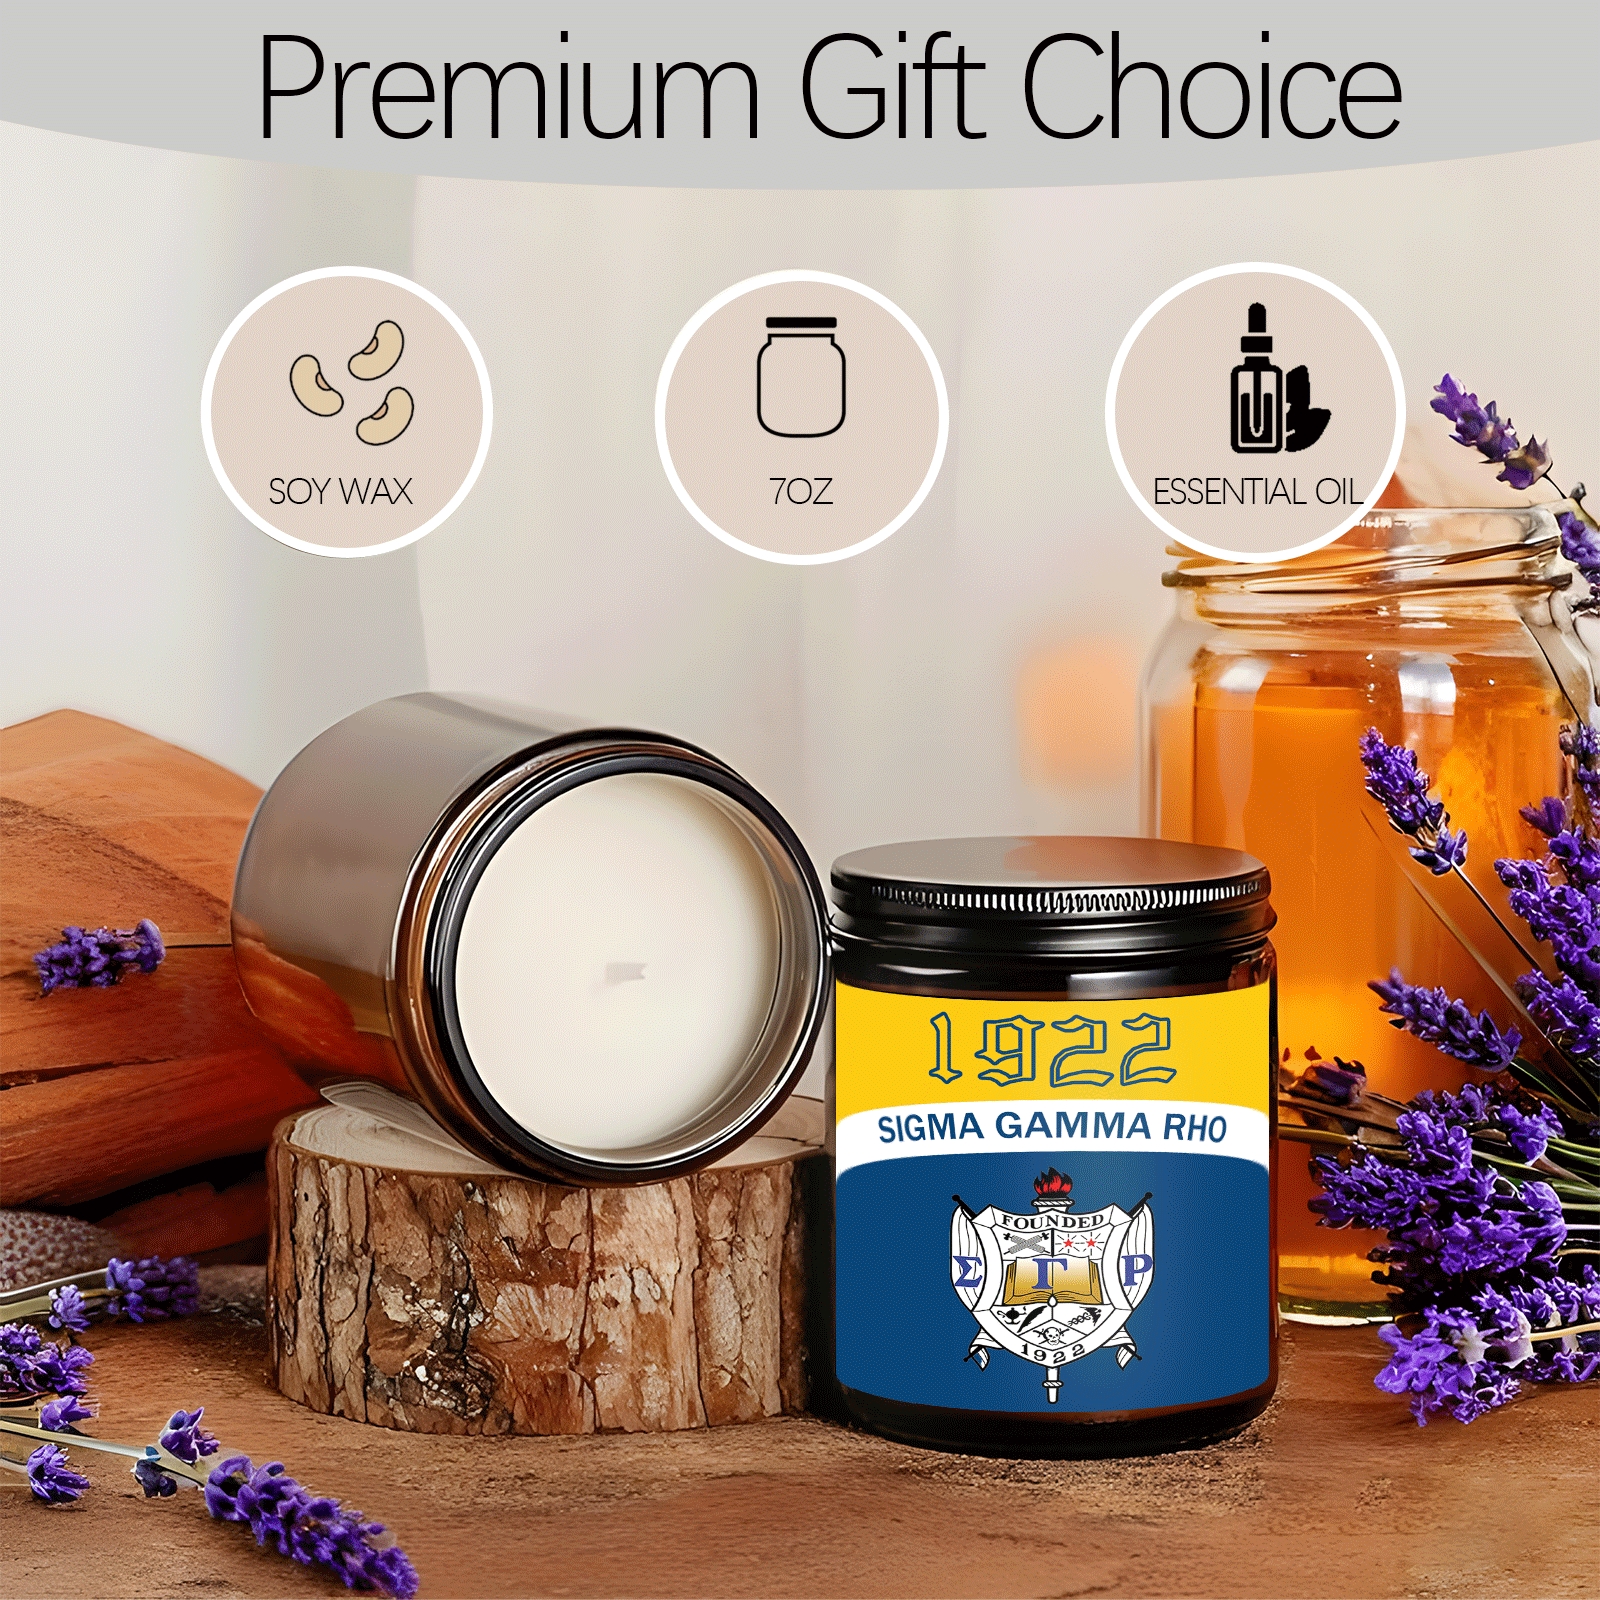 Premium Gift Choice
SOY WAX
7OZ
ESSENTIAL OIL
1922
SIGMA GAMMA RHO
FOUNDED
Σ Γ Ρ
1922